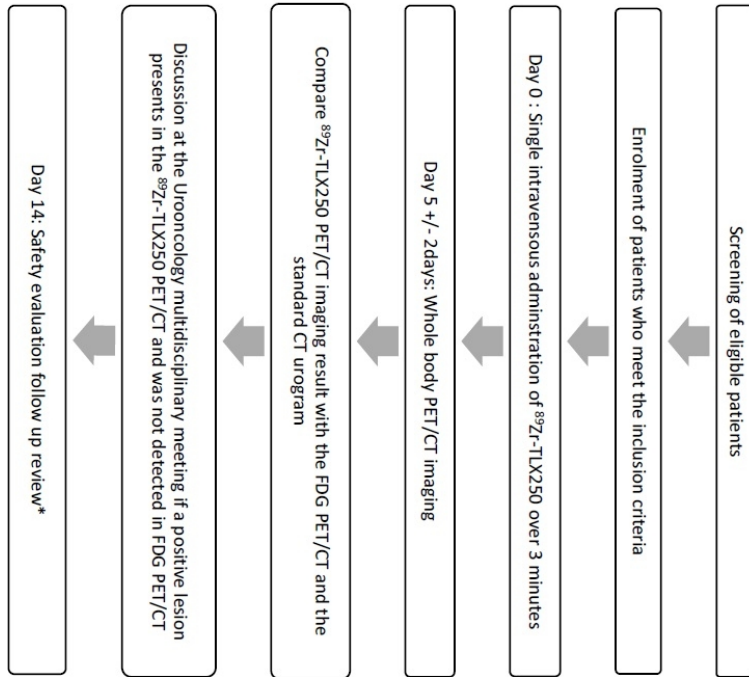 Screening of eligible patients
Enrolment of patients who meet the inclusion criteria
Day 0 : Single intravensous adminstration of ⁸⁹Zr-TLX250 over 3 minutes
Day 5 +/- 2days: Whole body PET/CT imaging
Compare ⁸⁹Zr-TLX250 PET/CT imaging result with the FDG PET/CT and the
standard CT urogram
Discussion at the Urooncology multidisciplinary meeting if a positive lesion
presents in the ⁸⁹Zr-TLX250 PET/CT and was not detected in FDG PET/CT
Day 14: Safety evaluation follow up review*